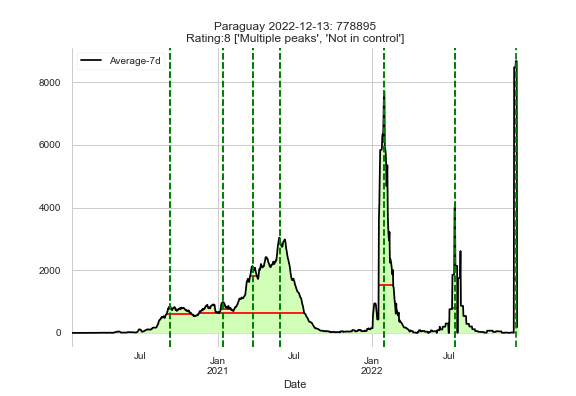 Paraguay 2022-12-13: 778895
Rating:8 ['Multiple peaks', 'Not in control']
Average-7d
8000
6000
4000
2000
0
Jul
Jan
2021
Jul
Jan
2022
Jul
Date